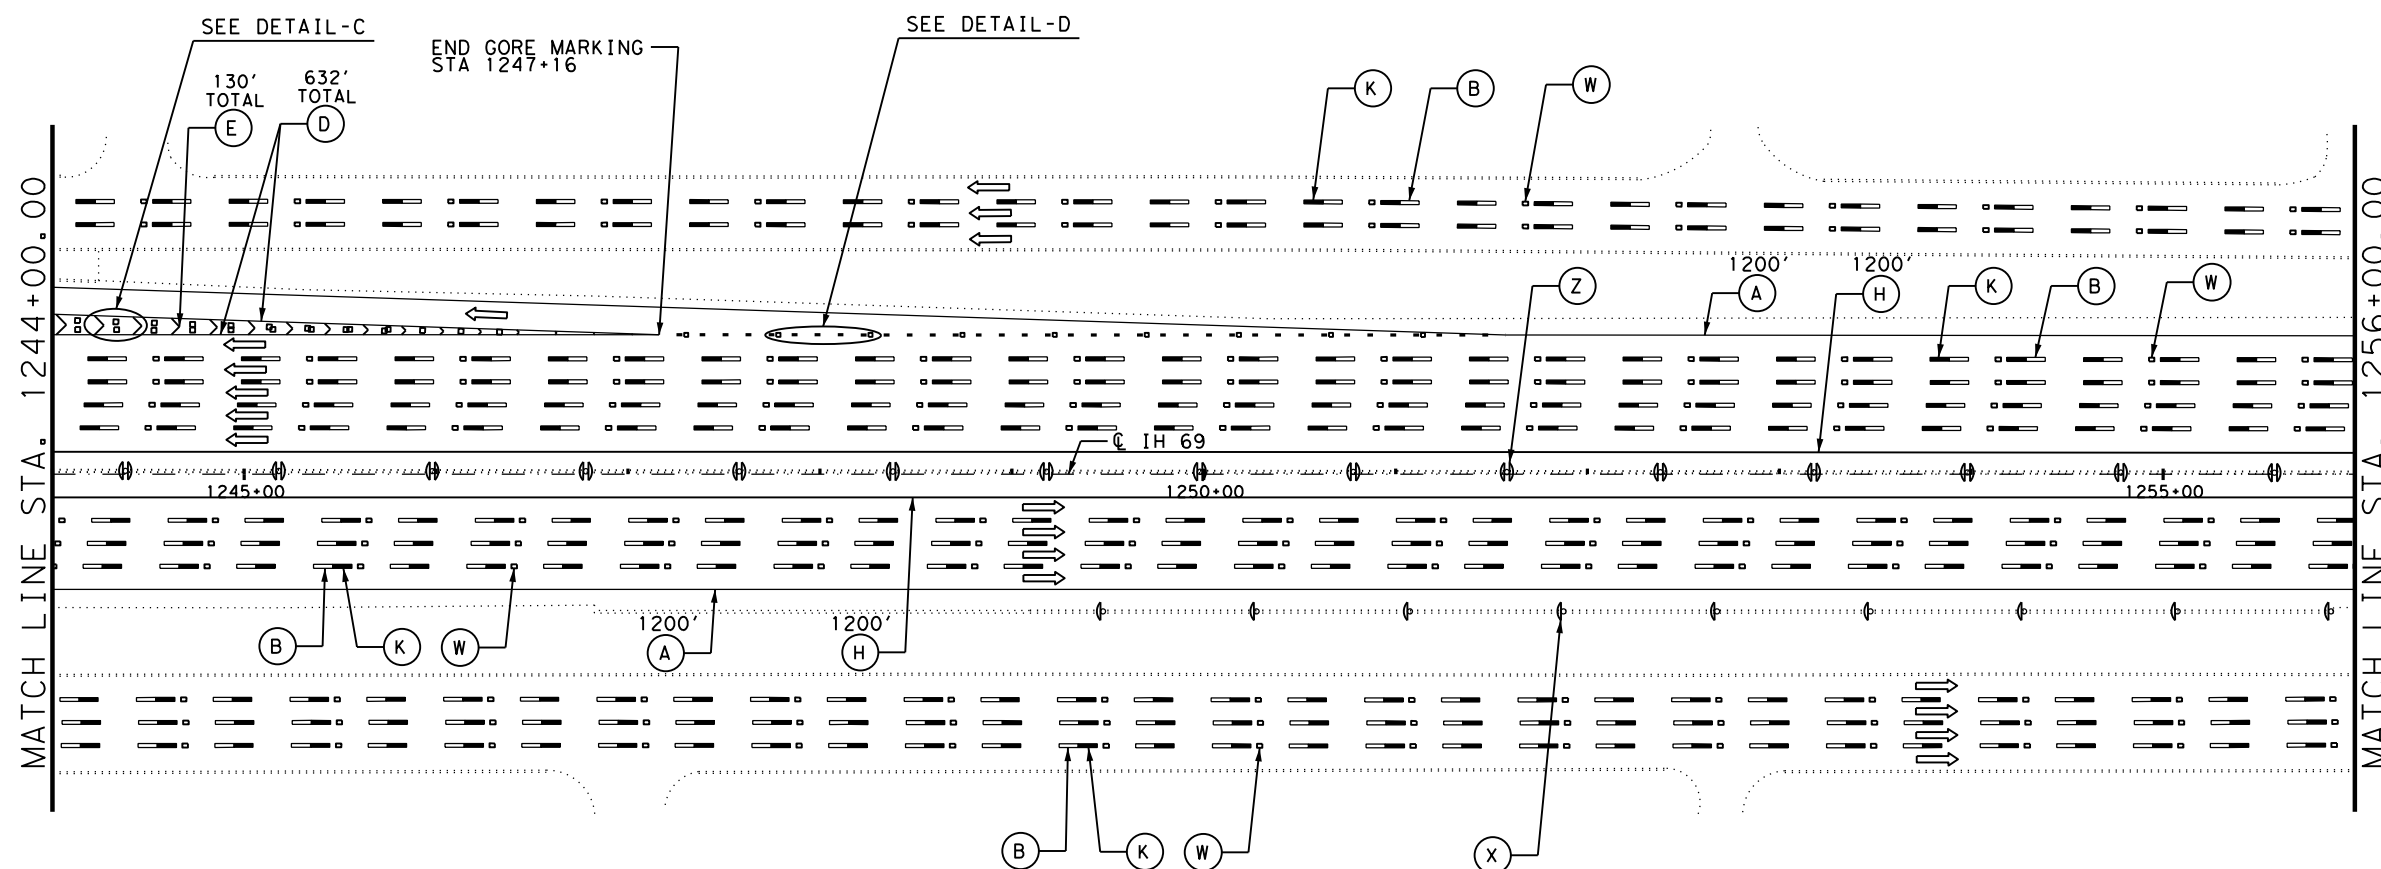 SEE DETAIL-C
SEE DETAIL-D
END GORE MARKING
STA 1247+16
130'
TOTAL
E
632'
TOTAL
D
K
B
W
MATCH LINE STA. 1244+00.00
Z
1200'
A
1200'
H
K
B
W
MATCH LINE STA. 1256+00.00
℄ IH 69
1245+00
1250+00
1255+00
B
K
W
1200'
A
1200'
H
B
K
W
X